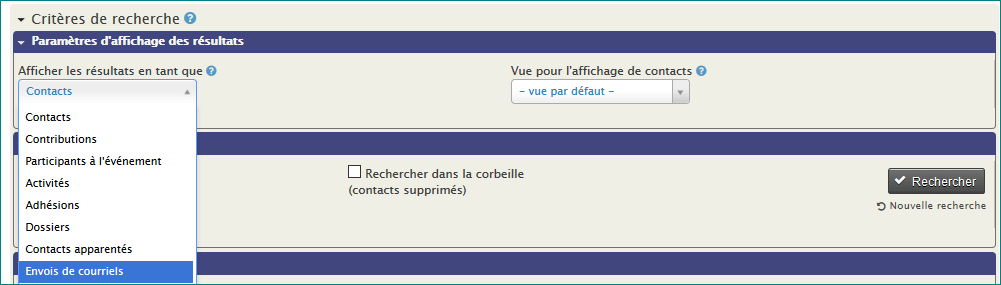 Critères de recherche
Paramètres d'affichage des résultats
Afficher les résultats en tant que
Vue pour l'affichage de contacts
Contacts
– vue par défaut –
Contacts
Contributions
Participants à l'événement
Activités
Adhésions
Dossiers
Contacts apparentés
Envois de courriels
Rechercher dans la corbeille
(contacts supprimés)
Rechercher
Nouvelle recherche